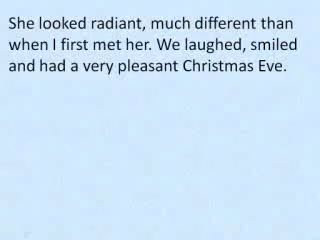 She looked radiant, much different than
when I first met her. We laughed, smiled
and had a very pleasant Christmas Eve.